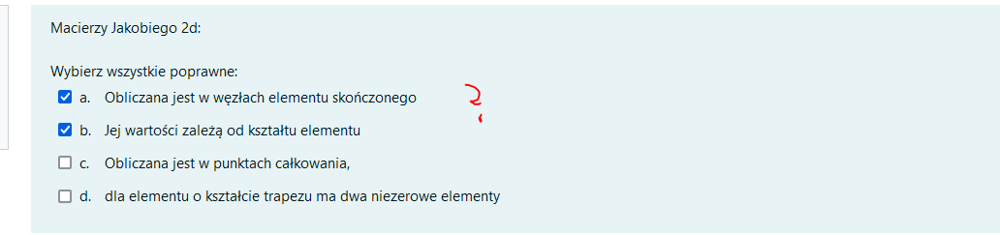 Macierzy Jakobiego 2d:
Wybierz wszystkie poprawne:
a. Obliczana jest w węzłach elementu skończonego
?
b. Jej wartości zależą od kształtu elementu
c. Obliczana jest w punktach całkowania,
d. dla elementu o kształcie trapezu ma dwa niezerowe elementy